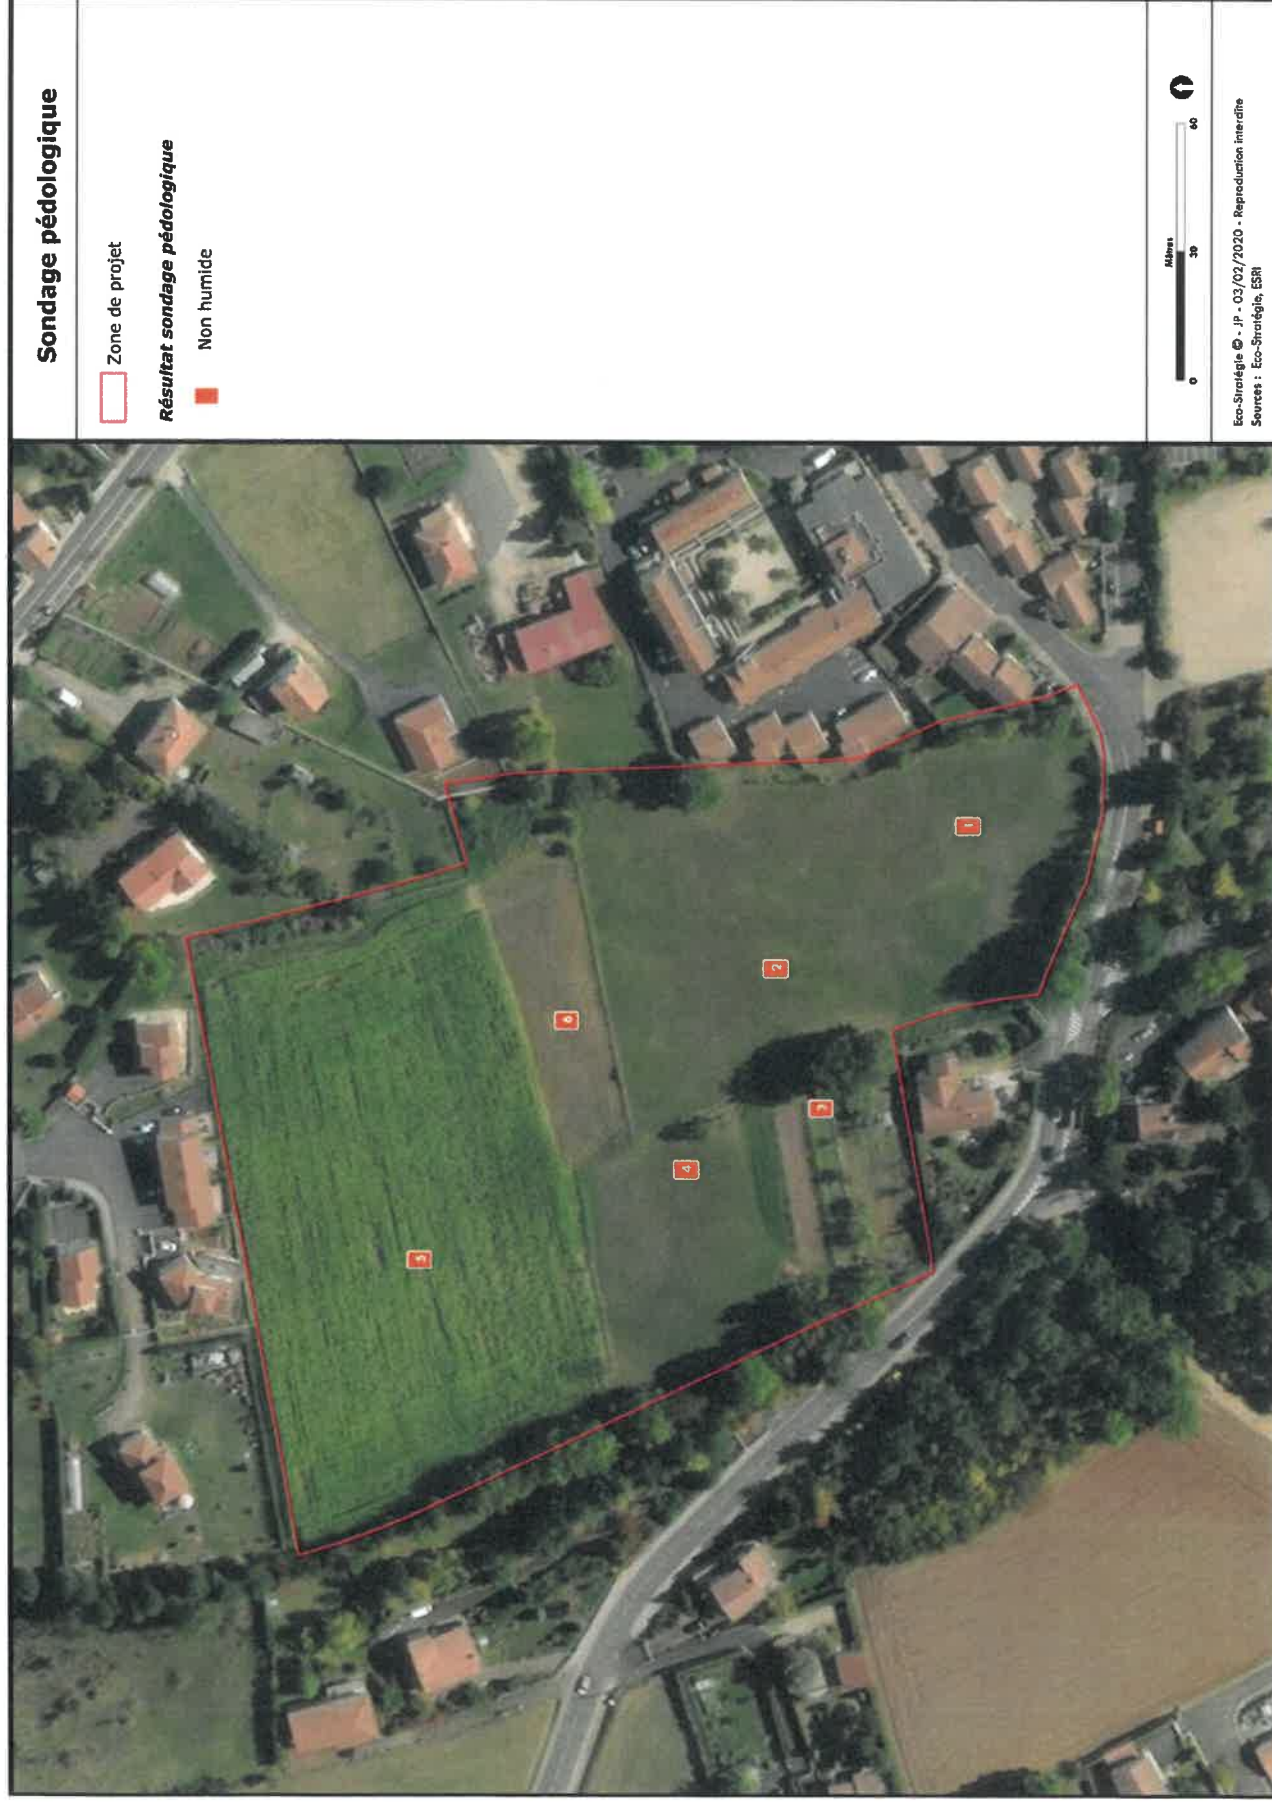 Sondage pédologique
Zone de projet
Résultat sondage pédologique
Non humide
Mètres
0 30 60
Eco-Stratégie © - JP - 03/02/2020 - Reproduction interdite
Sources : Eco-Stratégie, ESRI
5
6
4
2
3
1